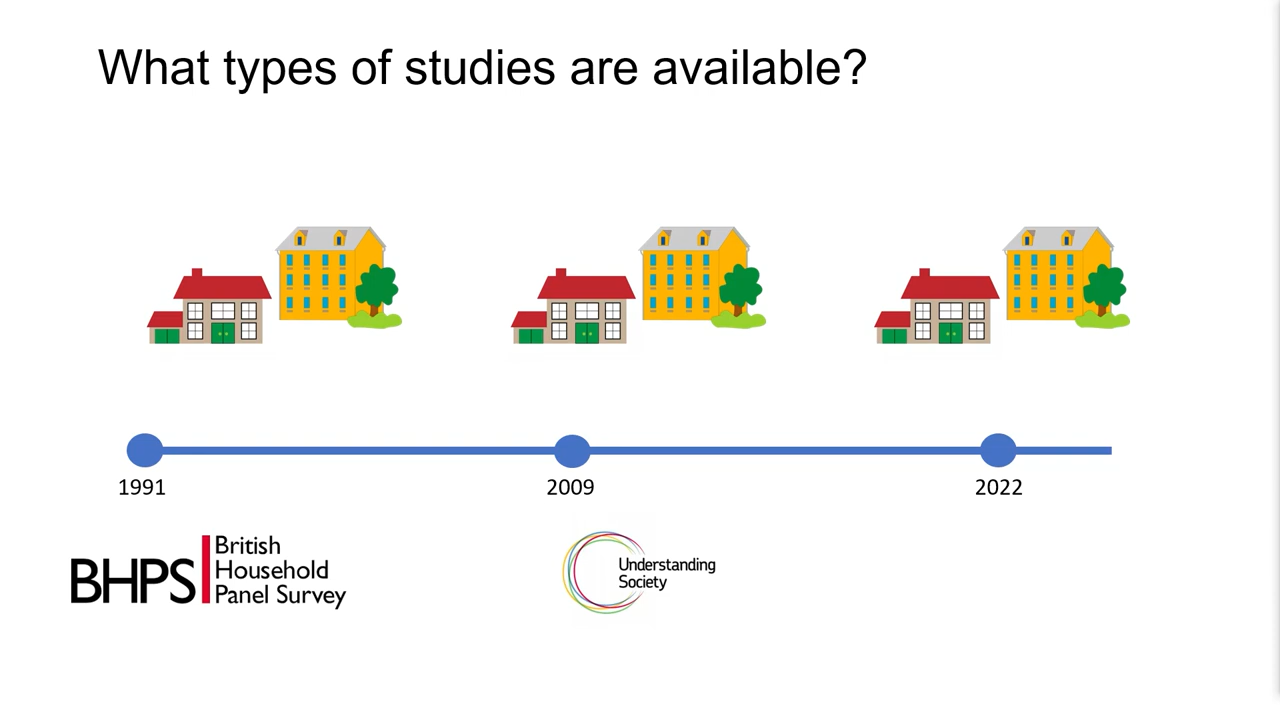 What types of studies are available?
1991
2009
2022
BHPS
British
Household
Panel Survey
Understanding
Society